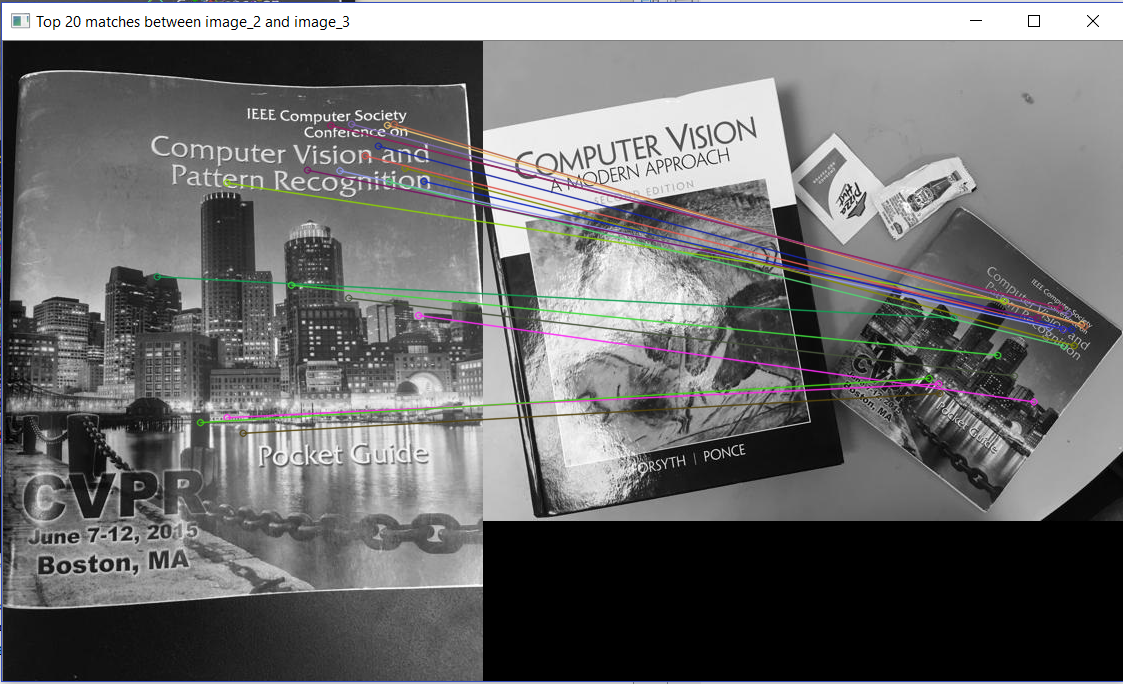 Top 20 matches between image_2 and image_3
IEEE Computer Society
Conference on
Computer Vision and
Pattern Recognition
Pocket Guide
CVPR
June 7-12, 2015
Boston, MA
COMPUTER VISION
A MODERN APPROACH
SECOND EDITION
FORSYTH | PONCE
Pizza
Hut
IEEE Computer Society
Conference on
Computer Vision and
Pattern Recognition
Pocket Guide
CVPR
Boston, MA